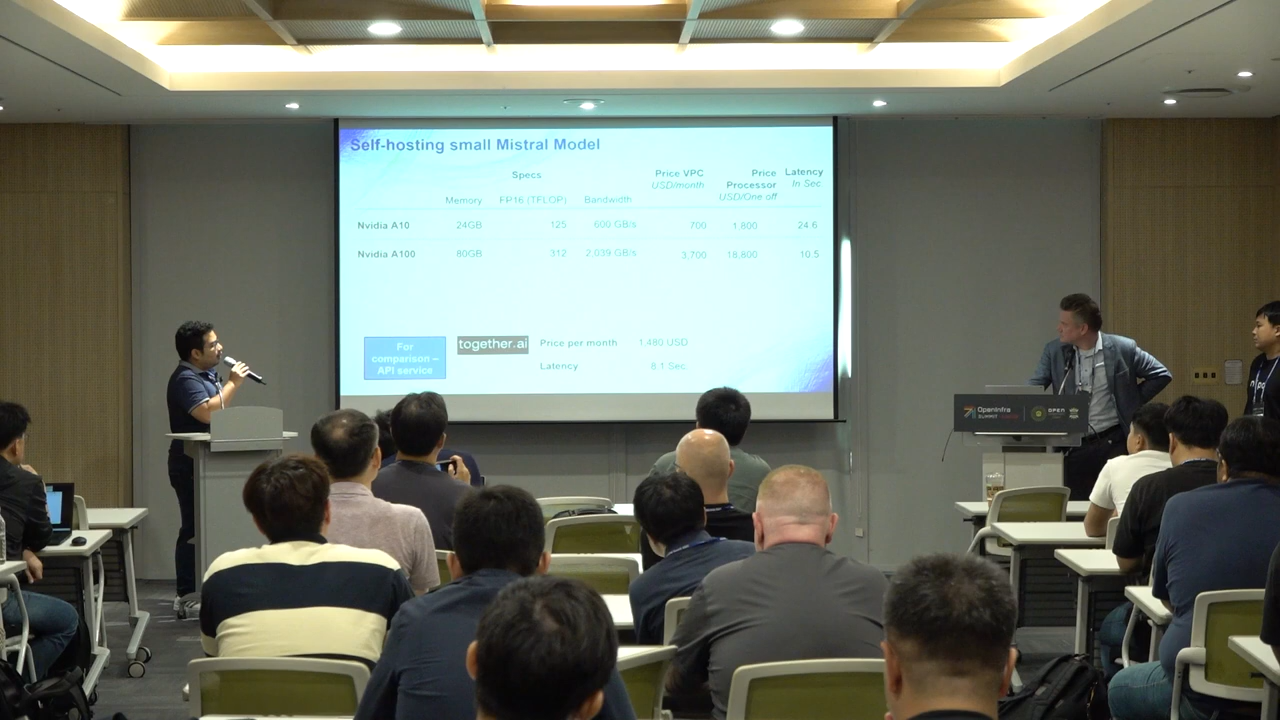 Self-hosting small Mistral Model
Specs
Price VPC
USD/month
Price
Processor
USD/One off
Latency
In Sec
Memory FP16 (TFLOP) Bandwidth
Nvidia A10 24GB 125 600 GB/s 700 1,800 24.6
Nvidia A100 80GB 312 2,039 GB/s 3,700 18,800 10.5
For
comparison –
API service
together.ai
Price per month 1,480 USD
Latency 8.1 Sec
OpenInfra
SUMMIT
OPEN